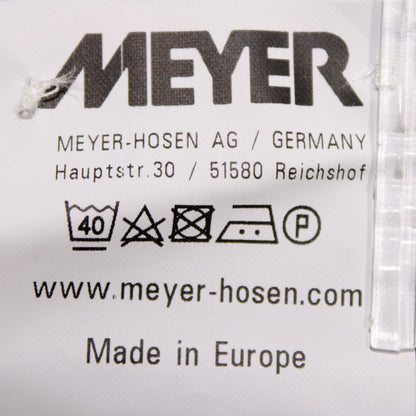 MEYER
MEYER-HOSEN AG / GERMANY
Hauptstr.30 / 51580 Reichshof
40 P
www.meyer-hosen.com
Made in Europe